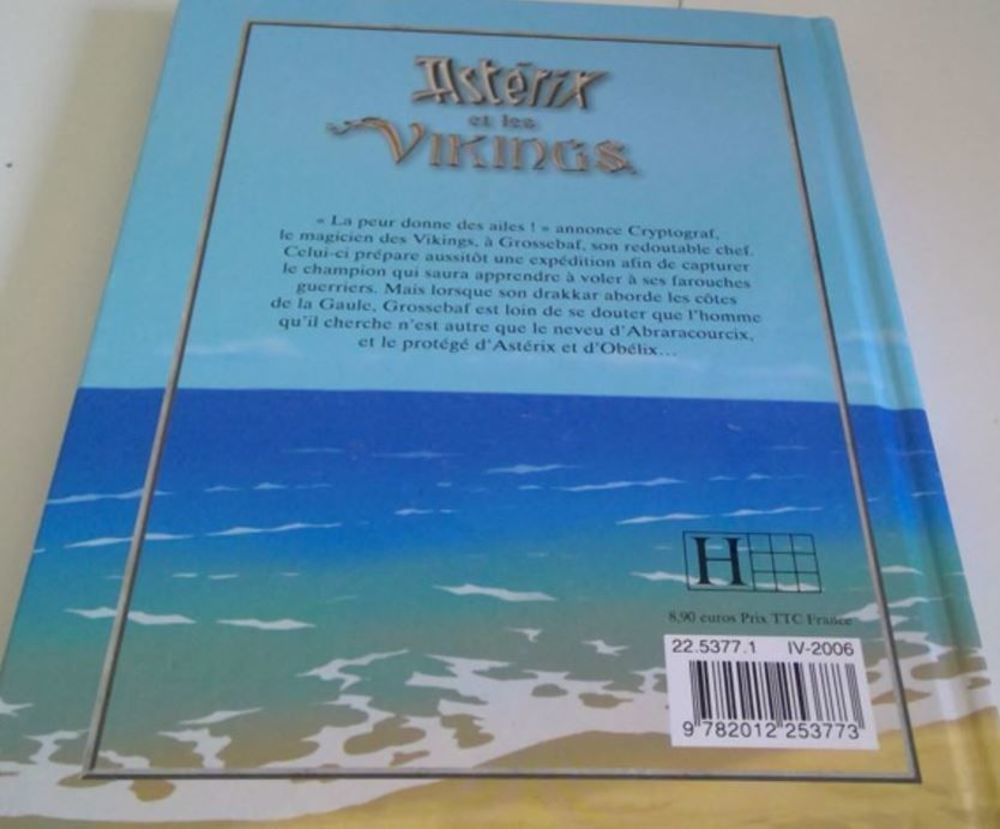 Astérix
et les
VIKINGS
« La peur donne des ailes ! » annonce Cryptograf,
le magicien des Vikings, à Grossebaf, son redoutable chef.
Celui-ci prépare aussitôt une expédition afin de capturer
le champion qui saura apprendre à voler à ses farouches
guerriers. Mais lorsque son drakkar aborde les côtes
de la Gaule, Grossebaf est loin de se douter que l'homme
qu'il cherche n'est autre que le neveu d'Abraracourcix,
et le protégé d'Astérix et d'Obélix...
H
8,90 euros Prix TTC France
22.5377.1 IV-2006
9 782012 253773